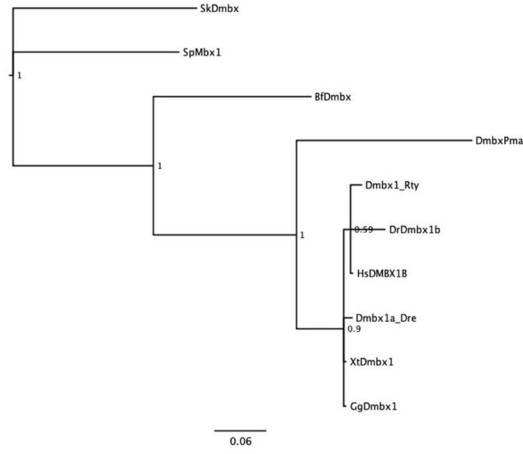 SkDmbx
SpMbx1
1
BfDmbx
DmbxPma
1
Dmbx1_Rty
0.59
DrDmbx1b
1
HsDMBX1B
Dmbx1a_Dre
0.9
XtDmbx1
GgDmbx1
0.06